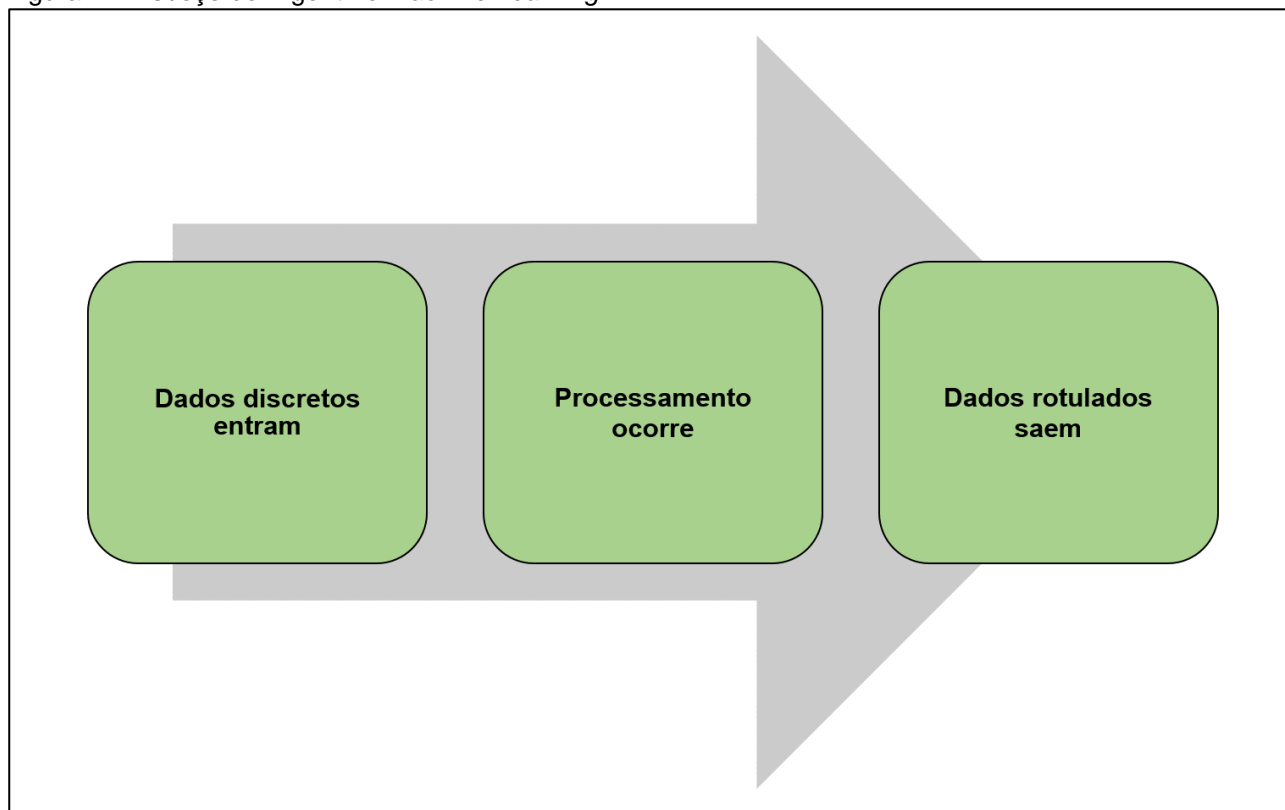 Dados discretos
entram
Processamento
ocorre
Dados rotulados
saem